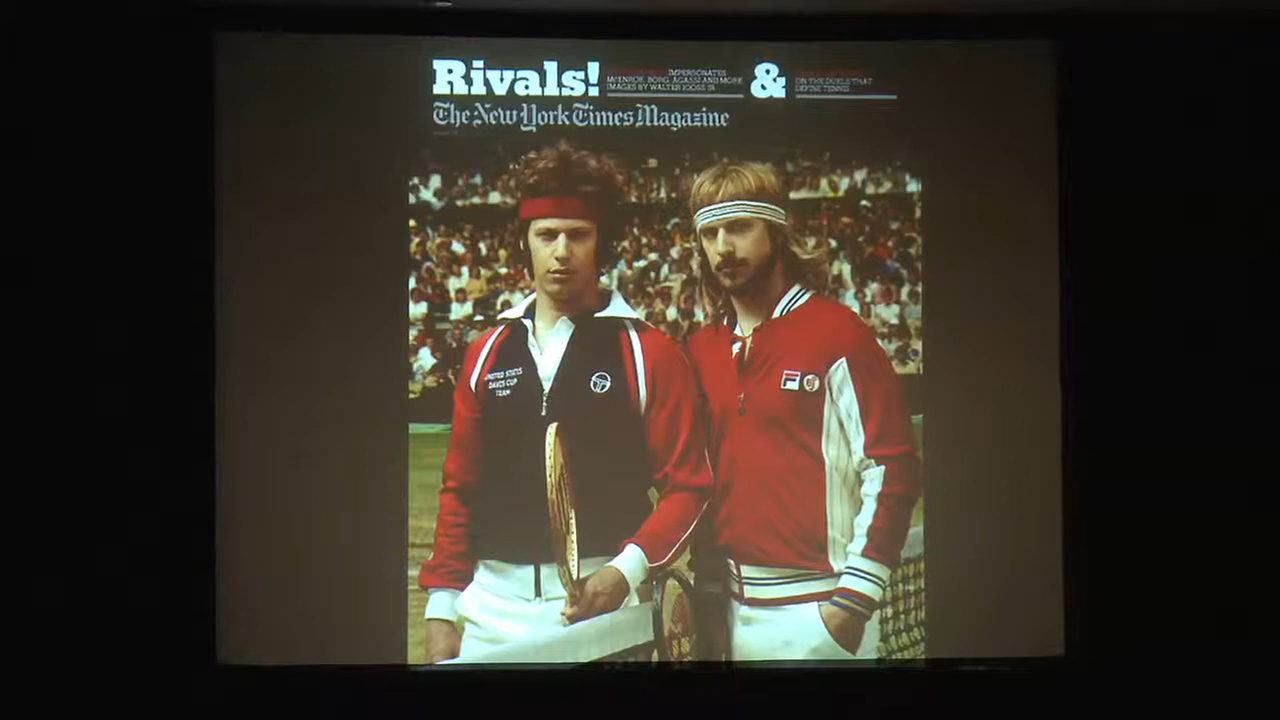 Rivals!
IMPERSONATES
McENROE, BORG, AGASSI AND MORE
IMAGES BY WALTER IOOSS JR.
&
ON THE DUELS THAT
DEFINE TENNIS
The New York Times Magazine
UNITED STATES
DAVIS CUP
TEAM